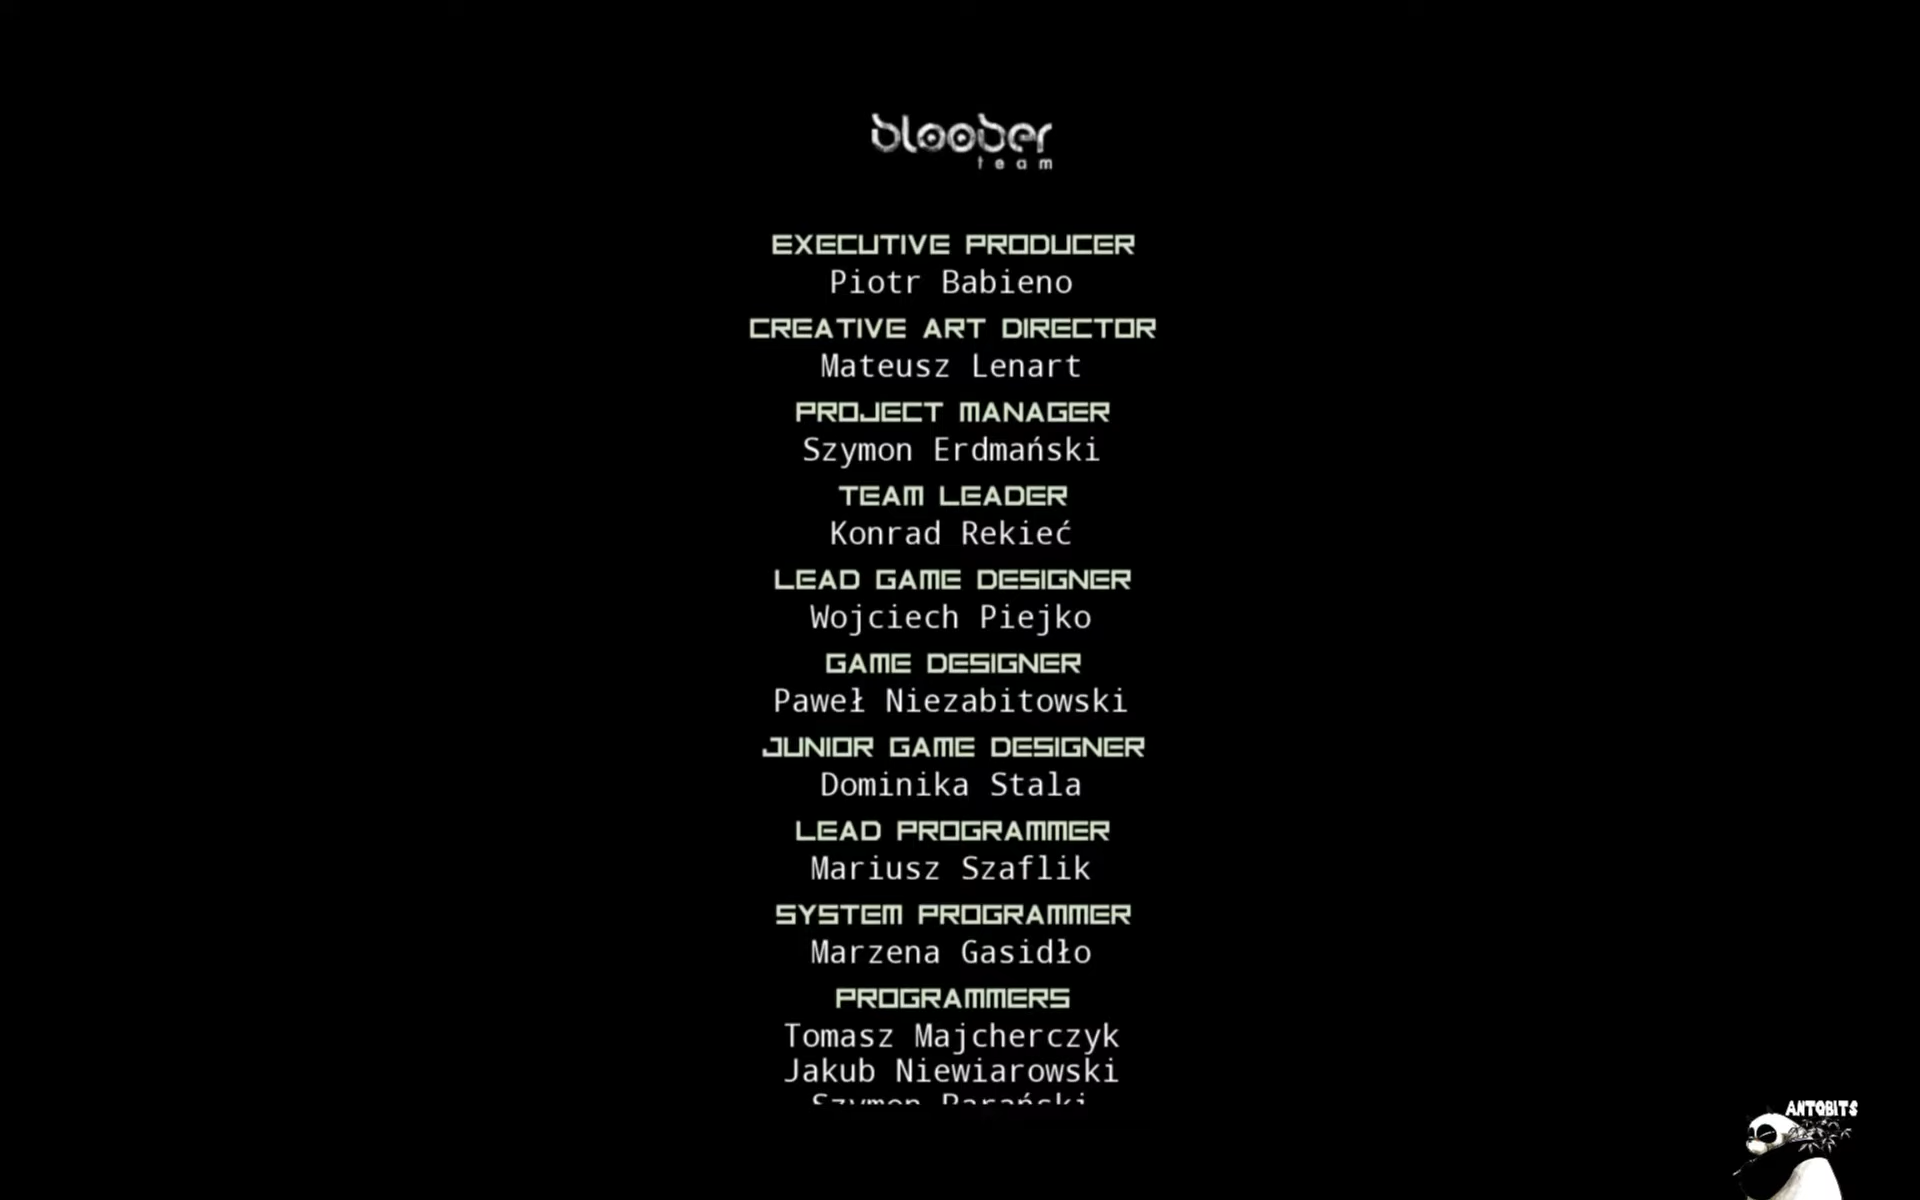 bloober
team
EXECUTIVE PRODUCER
Piotr Babieno
CREATIVE ART DIRECTOR
Mateusz Lenart
PROJECT MANAGER
Szymon Erdmański
TEAM LEADER
Konrad Rekieć
LEAD GAME DESIGNER
Wojciech Piejko
GAME DESIGNER
Paweł Niezabitowski
JUNIOR GAME DESIGNER
Dominika Stala
LEAD PROGRAMMER
Mariusz Szaflik
SYSTEM PROGRAMMER
Marzena Gasidło
PROGRAMMERS
Tomasz Majcherczyk
Jakub Niewiarowski
Szymon
ANTQBITS